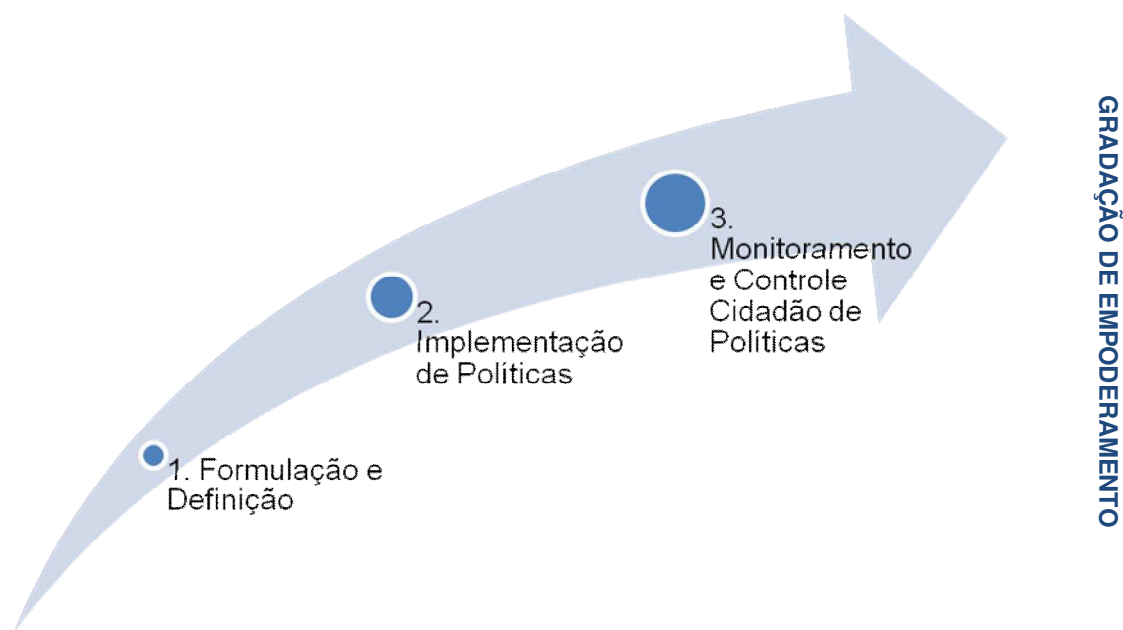 GRADAÇÃO DE EMPODERAMENTO
3.
Monitoramento
e Controle
Cidadão de
Políticas
2.
Implementação
de Políticas
1. Formulação e
Definição